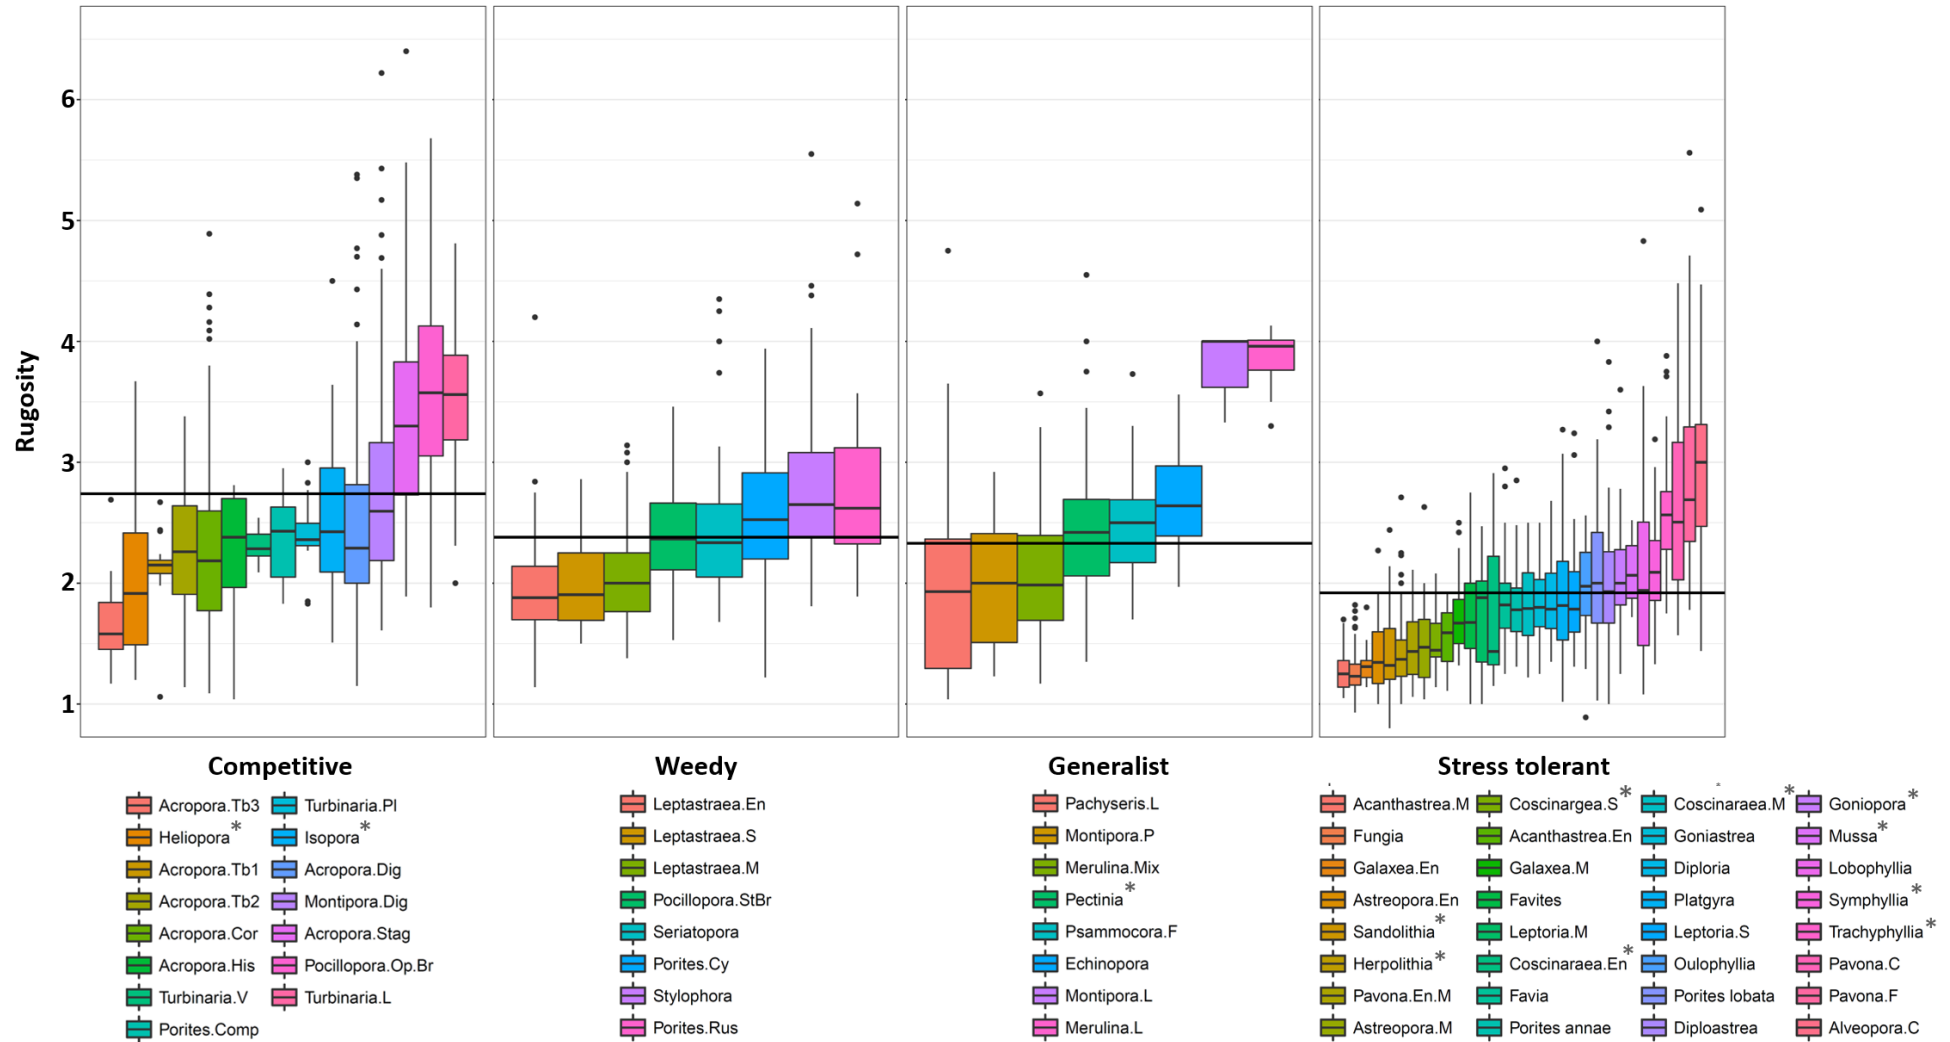 Rugosity
6
5
4
3
2
1
Competitive
Weedy
Generalist
Stress tolerant
Acropora.Tb3
Heliopora*
Acropora.Tb1
Acropora.Tb2
Acropora.Cor
Acropora.His
Turbinaria.V
Porites.Comp
Turbinaria.Pl
Isopora*
Acropora.Dig
Montipora.Dig
Acropora.Stag
Pocillopora.Op.Br
Turbinaria.L
Leptastraea.En
Leptastraea.S
Leptastraea.M
Pocillopora.StBr
Seriatopora
Porites.Cy
Stylophora
Porites.Rus
Pachyseris.L
Montipora.P
Merulina.Mix
Pectinia*
Psammocora.F
Echinopora
Montipora.L
Merulina.L
Acanthastrea.M
Fungia
Galaxea.En
Astreopora.En
Sandolithia*
Herpolithia*
Pavona.En.M
Astreopora.M
Coscinargea.S*
Acanthastrea.En
Galaxea.M
Favites
Leptoria.M
Coscinaraea.En*
Favia
Porites annae
Coscinaraea.M*
Goniastrea
Diploria
Platgyra
Leptoria.S
Oulophyllia
Porites lobata
Diploastrea
Goniopora*
Mussa*
Lobophyllia
Symphyllia*
Trachyphyllia*
Pavona.C
Pavona.F
Alveopora.C